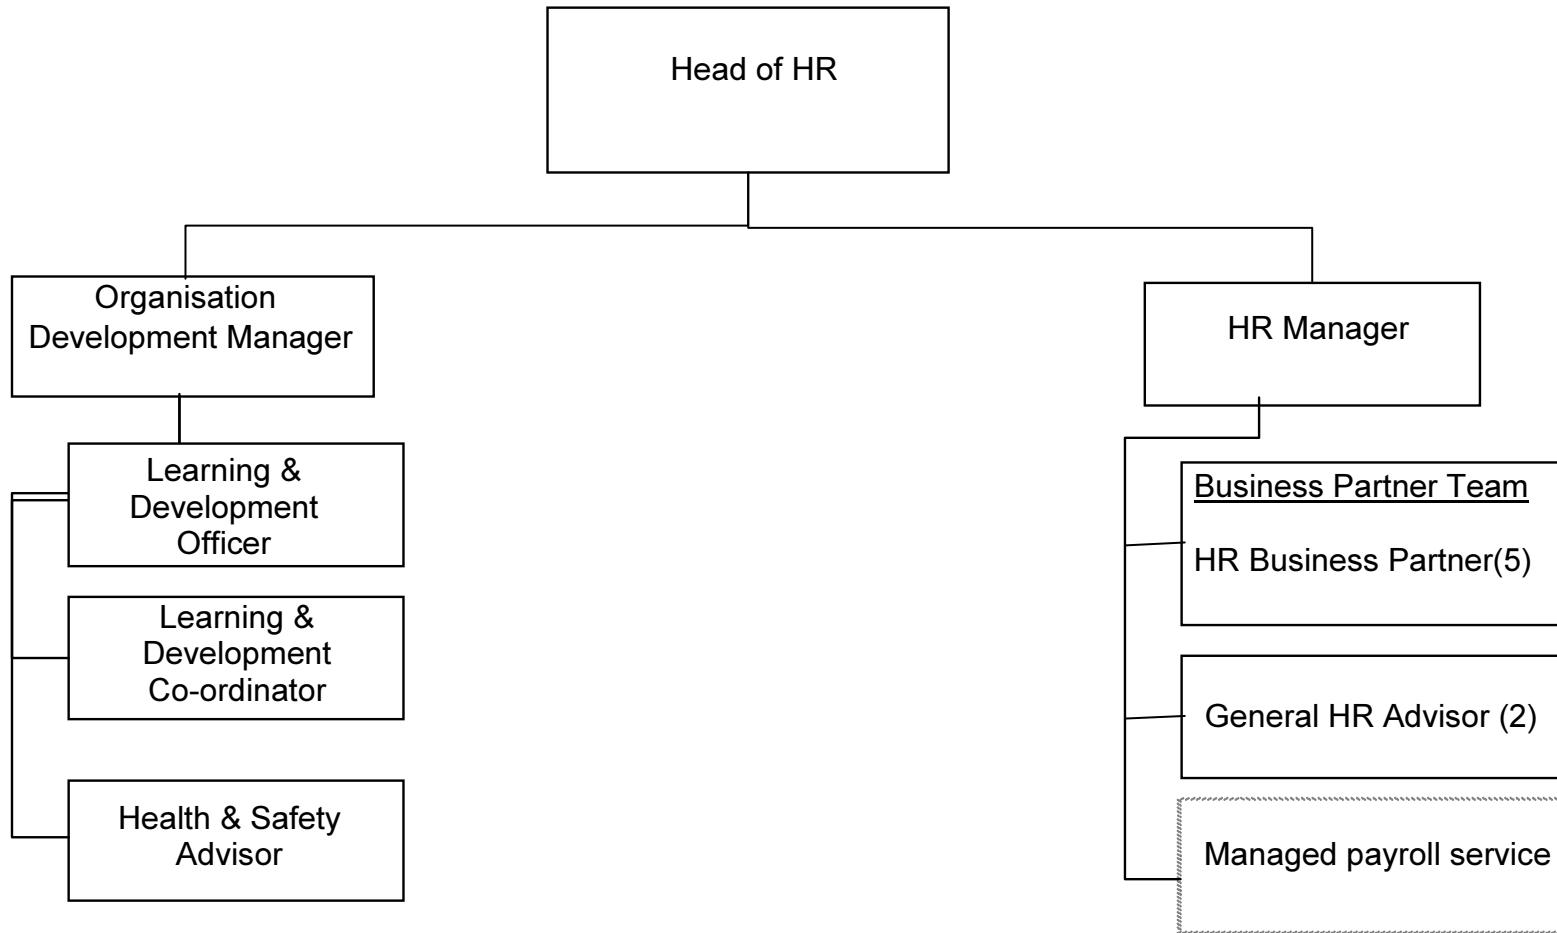 Head of HR
Organisation
Development Manager
HR Manager
Learning &
Development
Officer
Business Partner Team
HR Business Partner(5)
Learning &
Development
Co-ordinator
General HR Advisor (2)
Health & Safety
Advisor
Managed payroll service